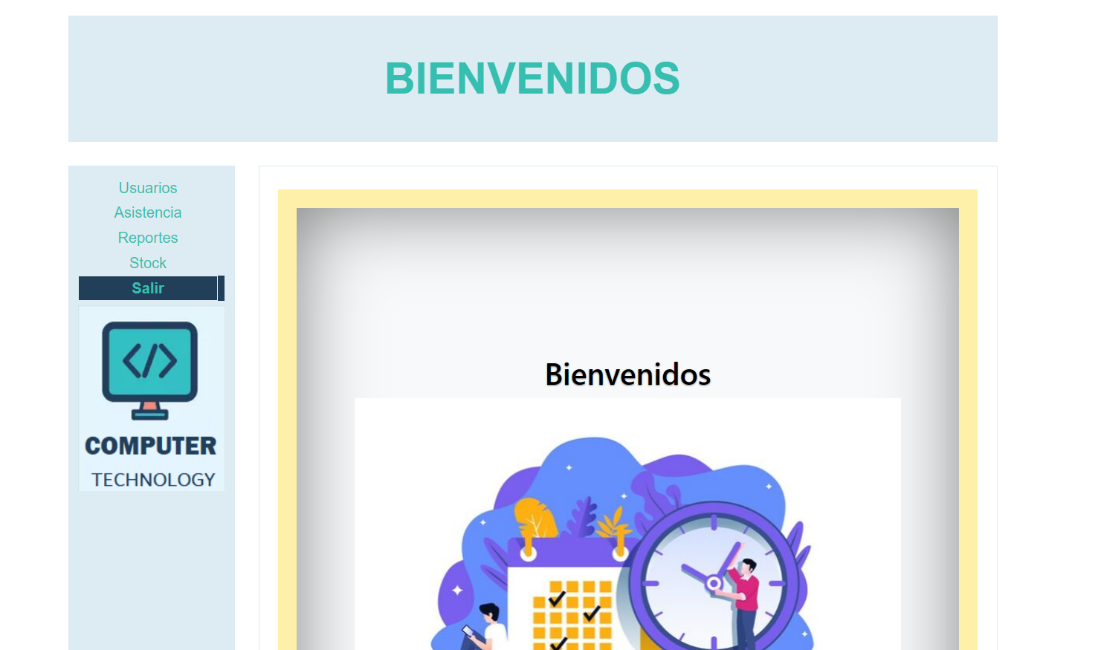 BIENVENIDOS
Usuarios
Asistencia
Reportes
Stock
Salir
</>
COMPUTER
TECHNOLOGY
Bienvenidos